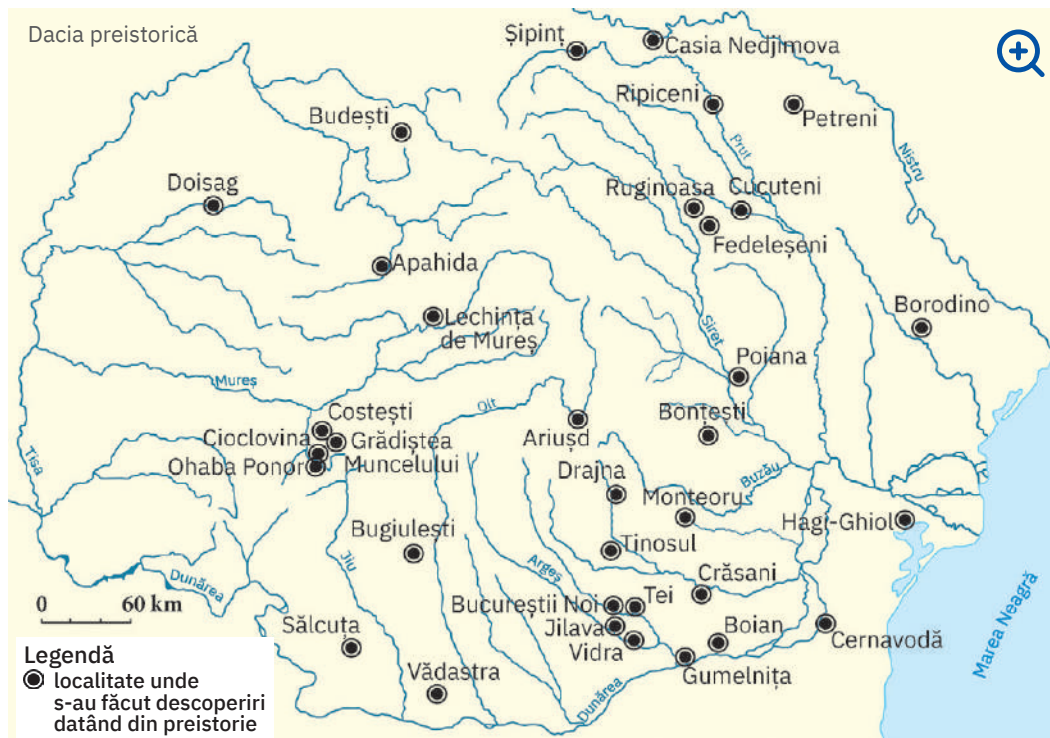 Dacia preistorică
Șipinț
Casia Nedjimova
Ripiceni
Petreni
Budești
Prut
Nistru
Doisag
Ruginoasa
Cucuteni
Fedeleșeni
Apahida
Borodino
Lechința
de Mureș
Siret
Poiana
Mureș
Olt
Costești
Bontești
Cioclovina
Grădiștea
Muncelului
Ariușd
Ohaba Ponor
Tisa
Drajna
Buzău
Monteoru
Hagi-Ghiol
Bugiulești
Tinosul
Jiu
Argeș
Crăsani
Dunărea
0 60 km
Bucureștii Noi
Tei
Sălcuța
Jilava
Boian
Cernavodă
Vidra
Marea Neagră
Gumelnița
Vădastra
Dunărea
Legendă
localitate unde
s-au făcut descoperiri
datând din preistorie